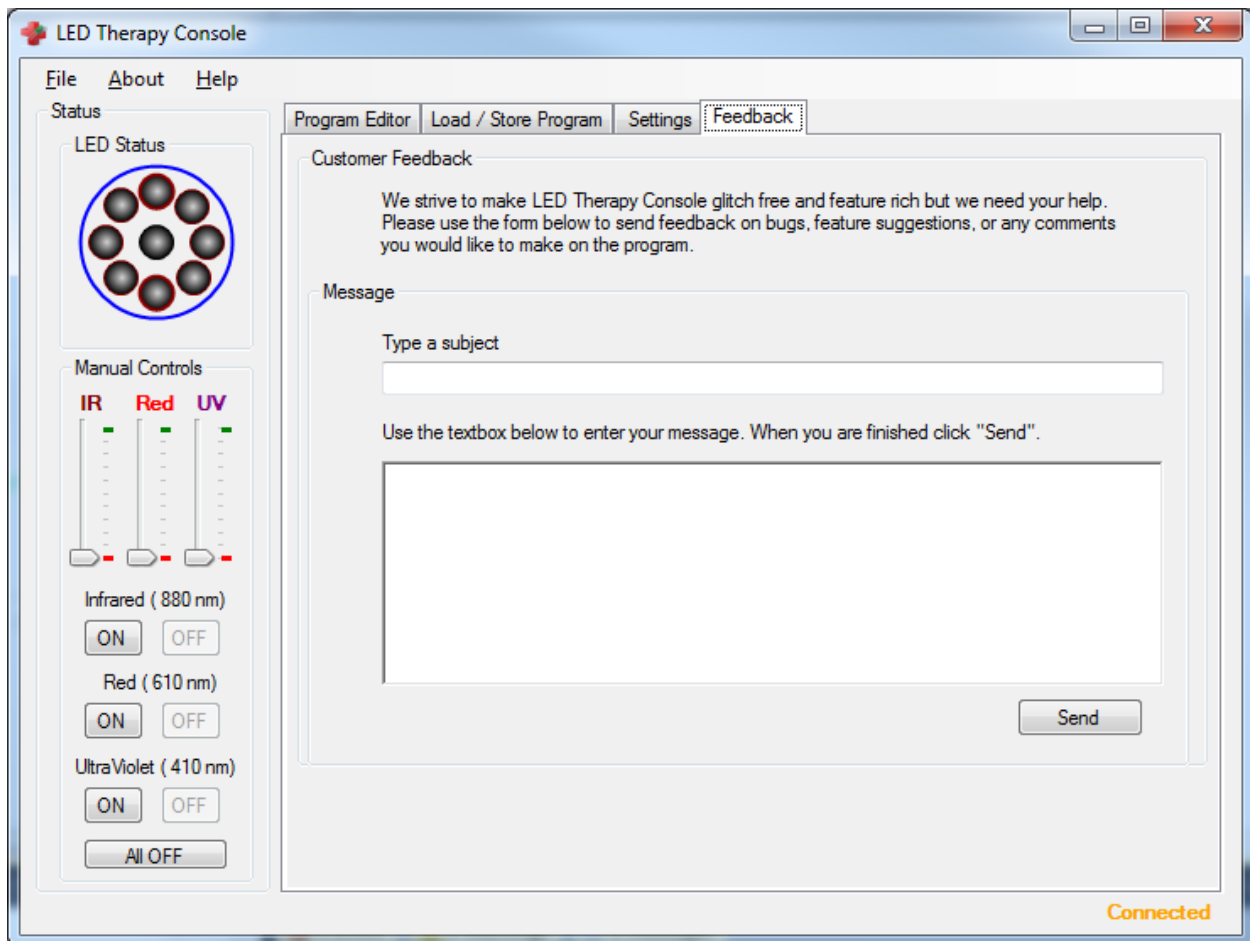 LED Therapy Console
File About Help
Status
LED Status
Manual Controls
IR Red UV
Infrared ( 880 nm)
ON OFF
Red ( 610 nm)
ON OFF
UltraViolet ( 410 nm)
ON OFF
All OFF
Program Editor Load / Store Program Settings Feedback
Customer Feedback
We strive to make LED Therapy Console glitch free and feature rich but we need your help.
Please use the form below to send feedback on bugs, feature suggestions, or any comments
you would like to make on the program.
Message
Type a subject
Use the textbox below to enter your message. When you are finished click "Send".
Send
Connected